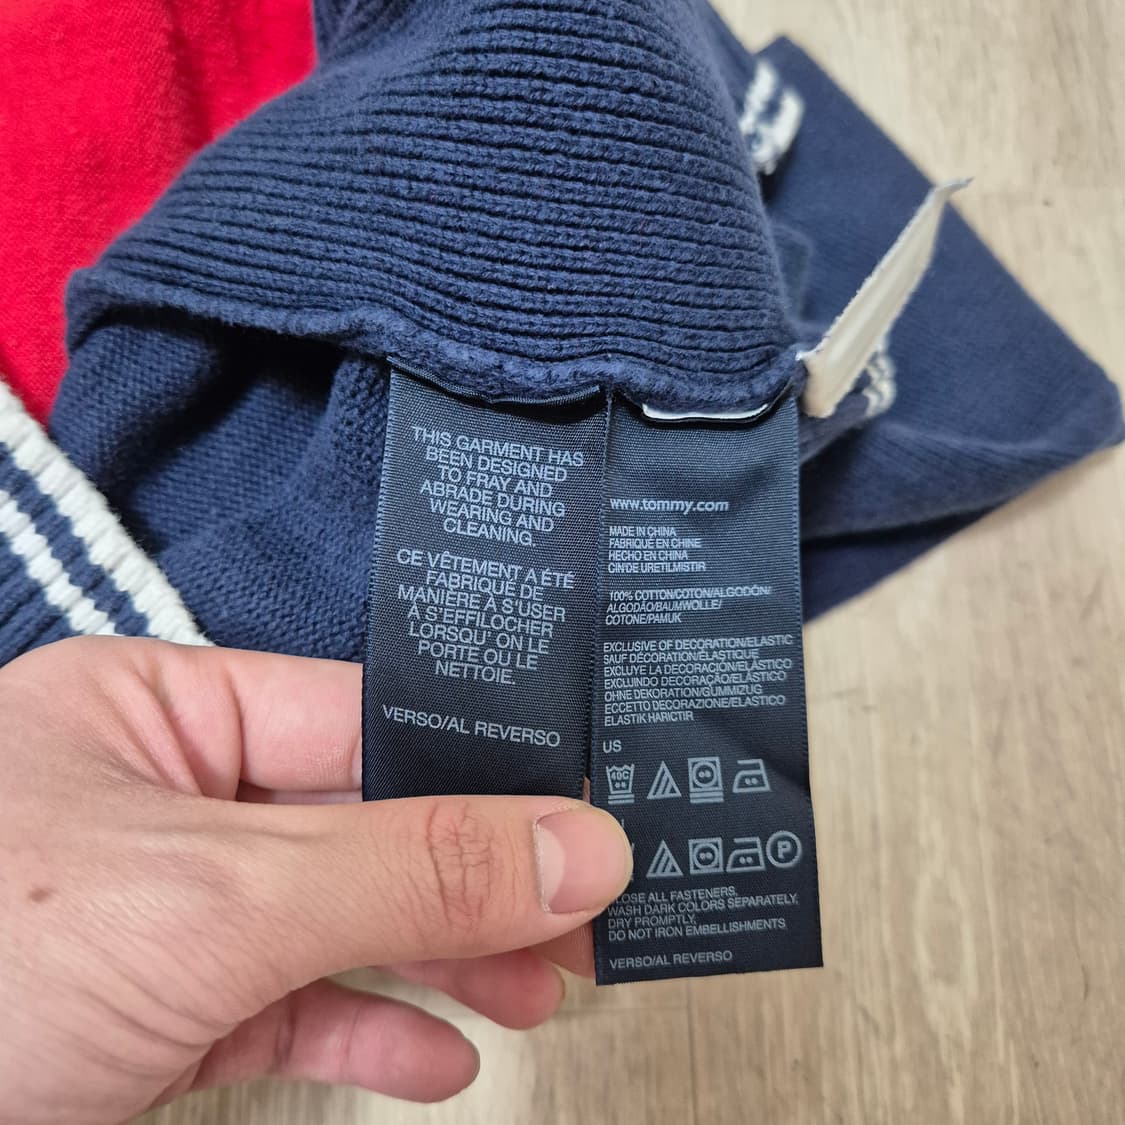 THIS GARMENT HAS
BEEN DESIGNED
TO FRAY AND
ABRADE DURING
WEARING AND
CLEANING.
CE VÊTEMENT A ÉTÉ
FABRIQUÉ DE
MANIÈRE À S'USER
À S'EFFILOCHER
LORSQU' ON LE
PORTE OU LE
NETTOIE.
VERSO/AL REVERSO
www.tommy.com
MADE IN CHINA
FABRIQUÉ EN CHINE
HECHO EN CHINA
CIN'DE URETILMISTIR
100% COTTON/COTON/ALGODÓN/
ALGODÃO/BAUMWOLLE/
COTONE/PAMUK
EXCLUSIVE OF DECORATION/ELASTIC
SAUF DÉCORATION/ÉLASTIQUE
EXCLUYE LA DECORACIÓN/ELÁSTICO
EXCLUINDO DECORAÇÃO/ELÁSTICO
OHNE DEKORATION/GUMMIZUG
ECCETTO DECORAZIONE/ELASTICO
ELASTIK HARICTIR
US
40C
P
LOSE ALL FASTENERS.
WASH DARK COLORS SEPARATELY.
DRY PROMPTLY.
DO NOT IRON EMBELLISHMENTS
VERSO/AL REVERSO